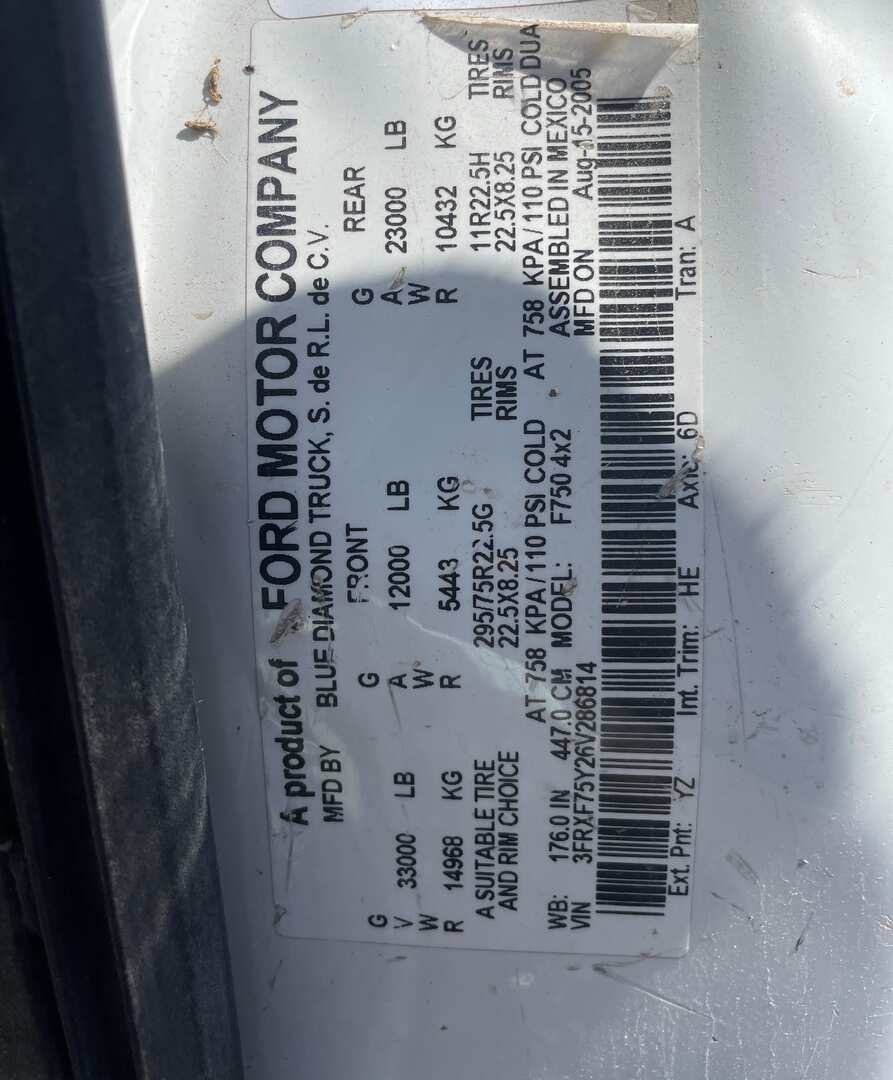 A product of FORD MOTOR COMPANY
MFD BY BLUE DIAMOND TRUCK, S. de R.L. de C.V.
G FRONT G REAR
V 33000 LB A 12000 LB A 23000 LB
W W W
R 14968 KG R 5443 KG R 10432 KG
A SUITABLE TIRE 295/75R22.5G TIRES 11R22.5H TIRES
AND RIM CHOICE 22.5X8.25 RIMS 22.5X8.25 RIMS
AT 758 KPA/110 PSI COLD AT 758 KPA/110 PSI COLD DUA
WB: 176.0 IN 447.0 CM MODEL: F750 4x2 ASSEMBLED IN MEXICO
VIN 3FRXF75Y26V286814 MFD ON Aug-15-2005
Ext. Pnt: YZ Int. Trim: HE Axle: 6D Tran: A